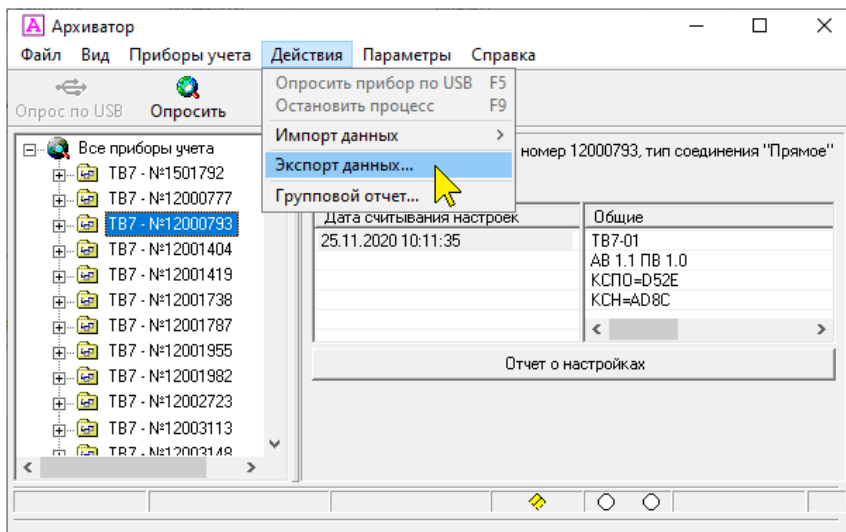 Архиватор
Файл Вид Приборы учета Действия Параметры Справка
Опрос по USB Опросить
Опросить прибор по USB F5
Остановить процесс F9
Импорт данных
Экспорт данных...
Групповой отчет...
номер 12000793, тип соединения "Прямое"
Все приборы учета
ТВ7 - №1501792
ТВ7 - №12000777
ТВ7 - №12000793
ТВ7 - №12001404
ТВ7 - №12001419
ТВ7 - №12001738
ТВ7 - №12001787
ТВ7 - №12001955
ТВ7 - №12001982
ТВ7 - №12002723
ТВ7 - №12003113
ТВ7 - №12003148
Дата считывания настроек Общие
25.11.2020 10:11:35 ТВ7-01
АВ 1.1 ПВ 1.0
КСПО=D52E
КСН=AD8C
Отчет о настройках